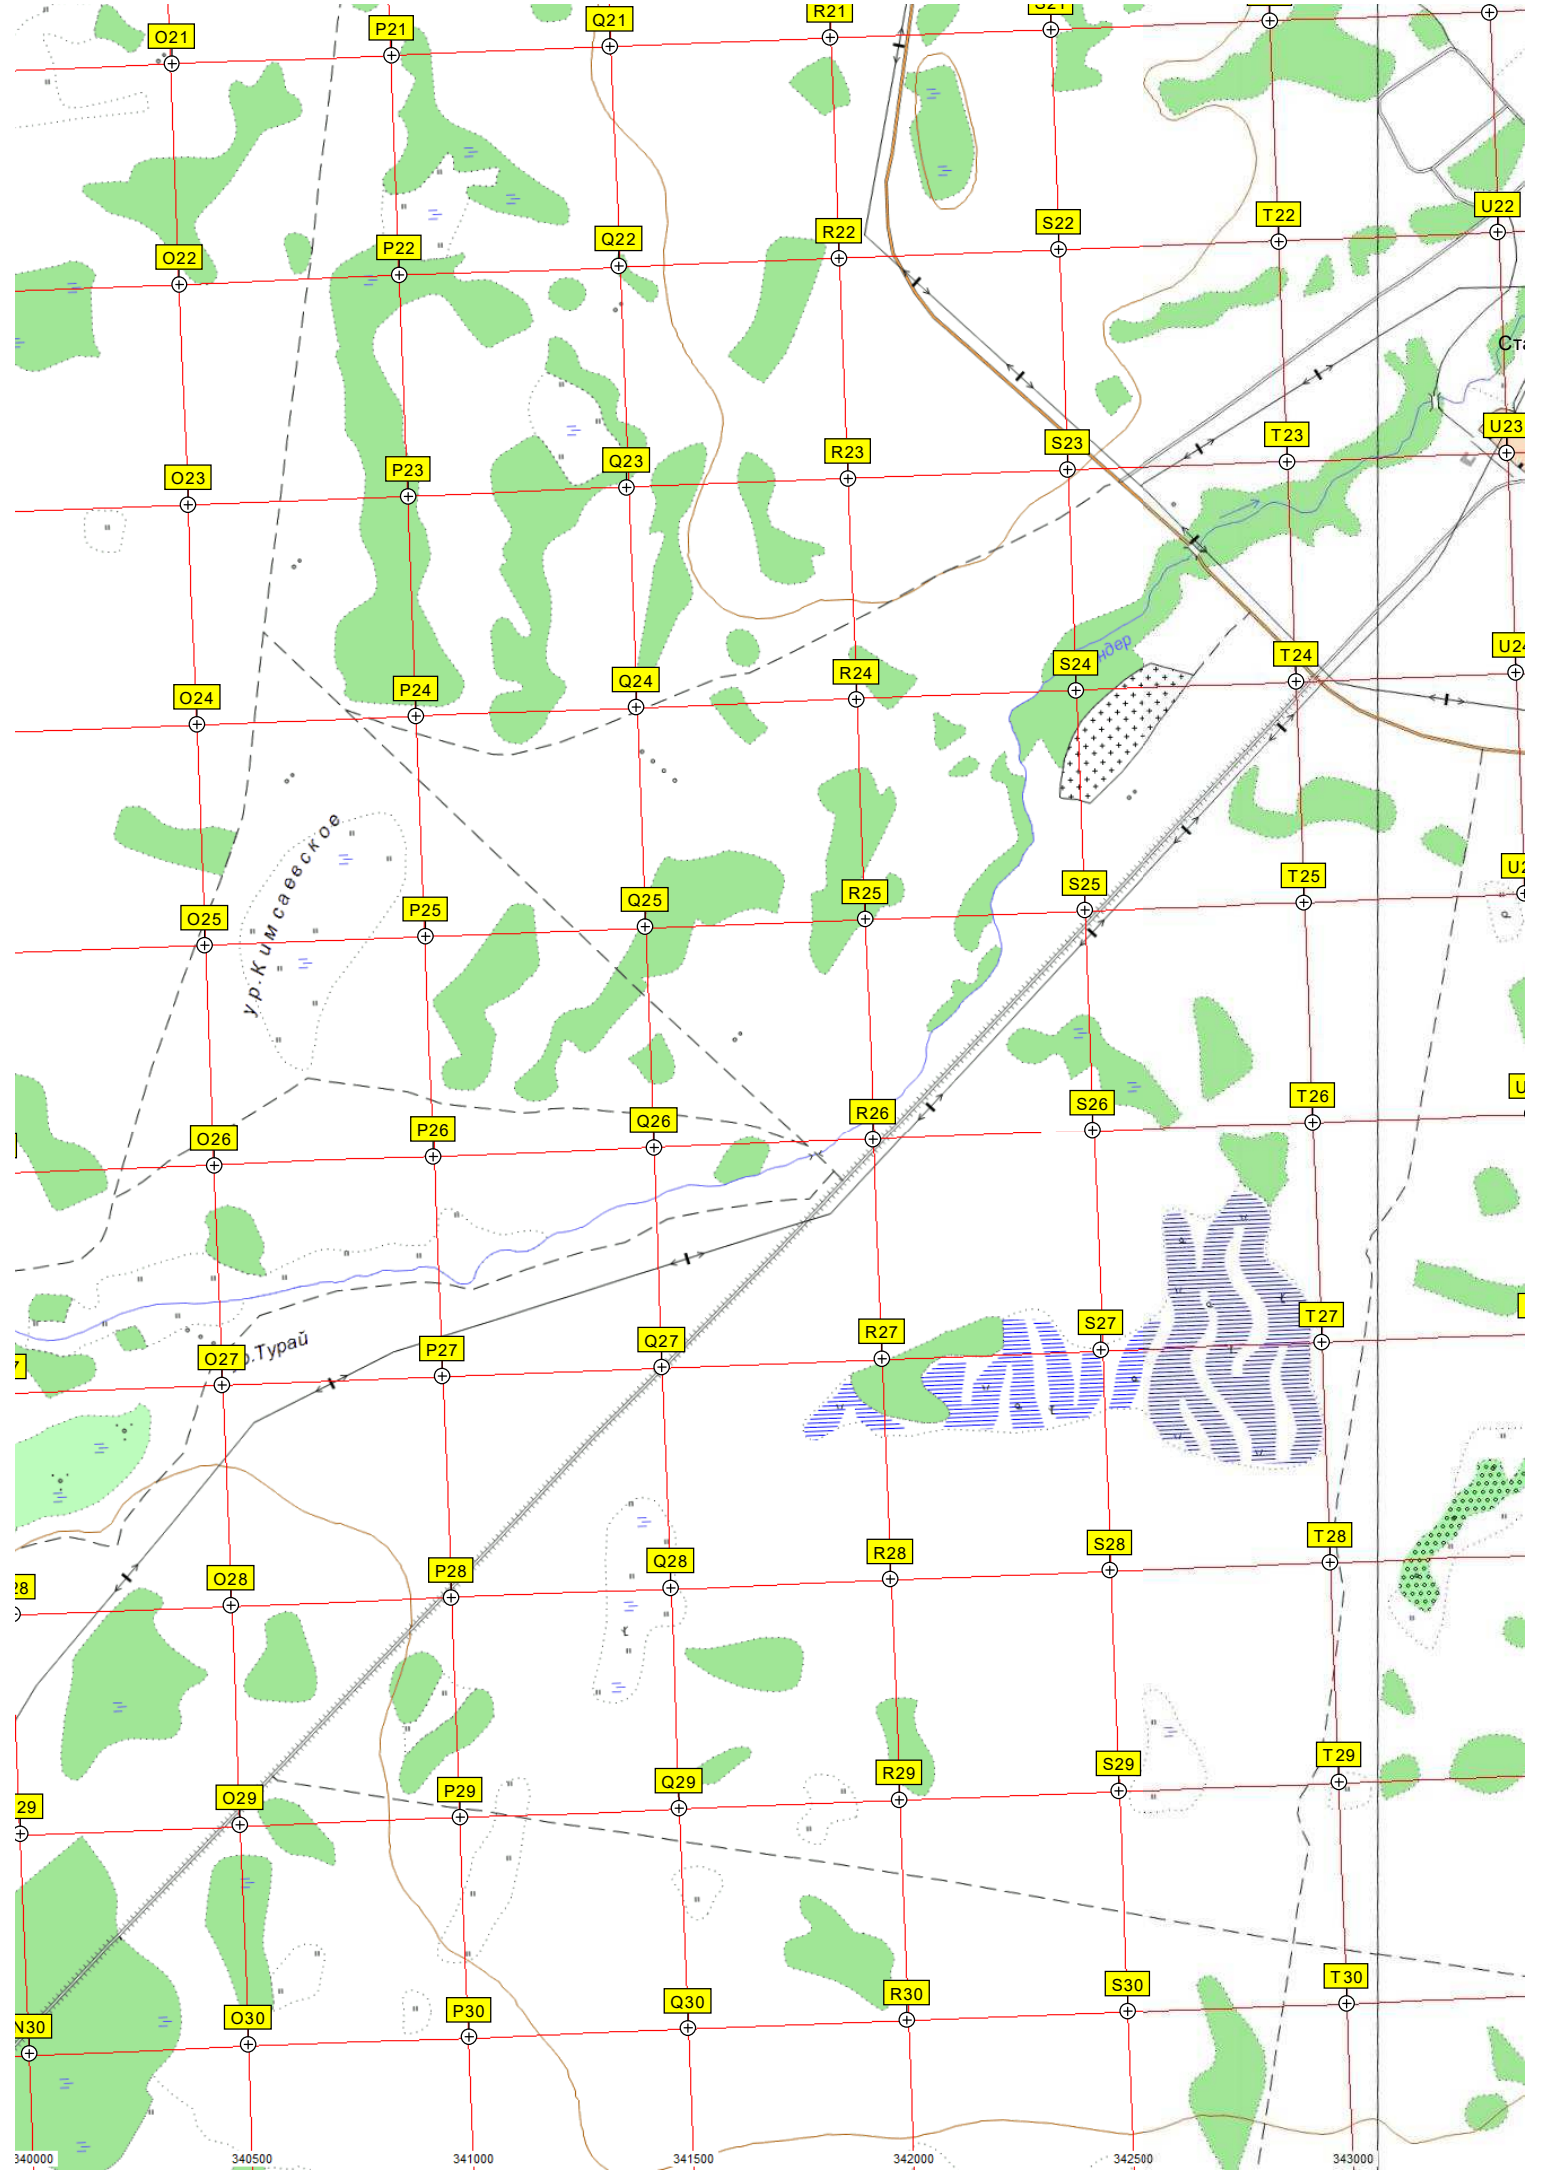 O21 P21 Q21 R21 S21
O22 P22 Q22 R22 S22 T22 U22
O23 P23 Q23 R23 S23 T23 U23
O24 P24 Q24 R24 S24 T24
ур. Кимсаевское
O25 P25 Q25 R25 S25 T25
O26 P26 Q26 R26 S26 T26
р.Турай
O27 P27 Q27 R27 S27 T27
28 O28 P28 Q28 R28 S28 T28
29 O29 P29 Q29 R29 S29 T29
N30 O30 P30 Q30 R30 S30 T30
340000 340500 341000 341500 342000 342500 343000